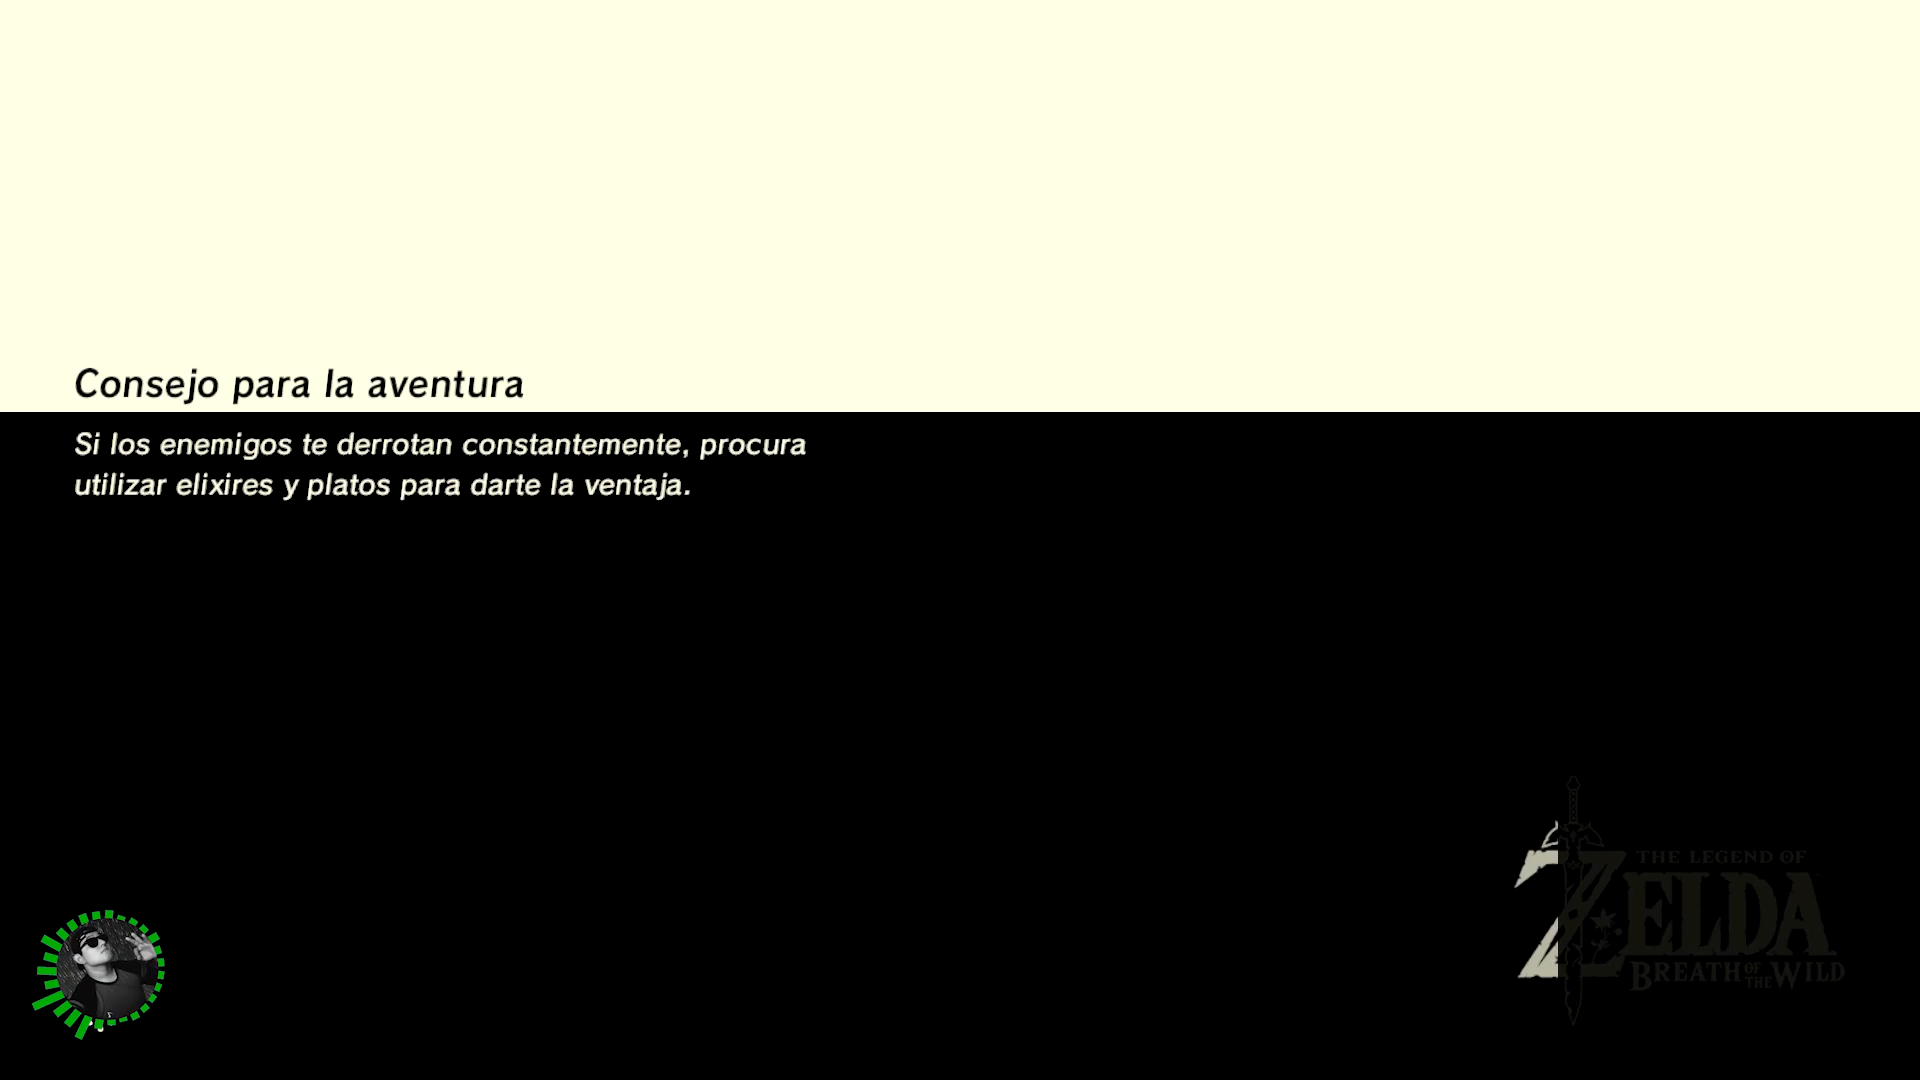 Consejo para la aventura
Si los enemigos te derrotan constantemente, procura
utilizar elixires y platos para darte la ventaja.
THE LEGEND OF
ZELDA
BREATH OF THE WILD